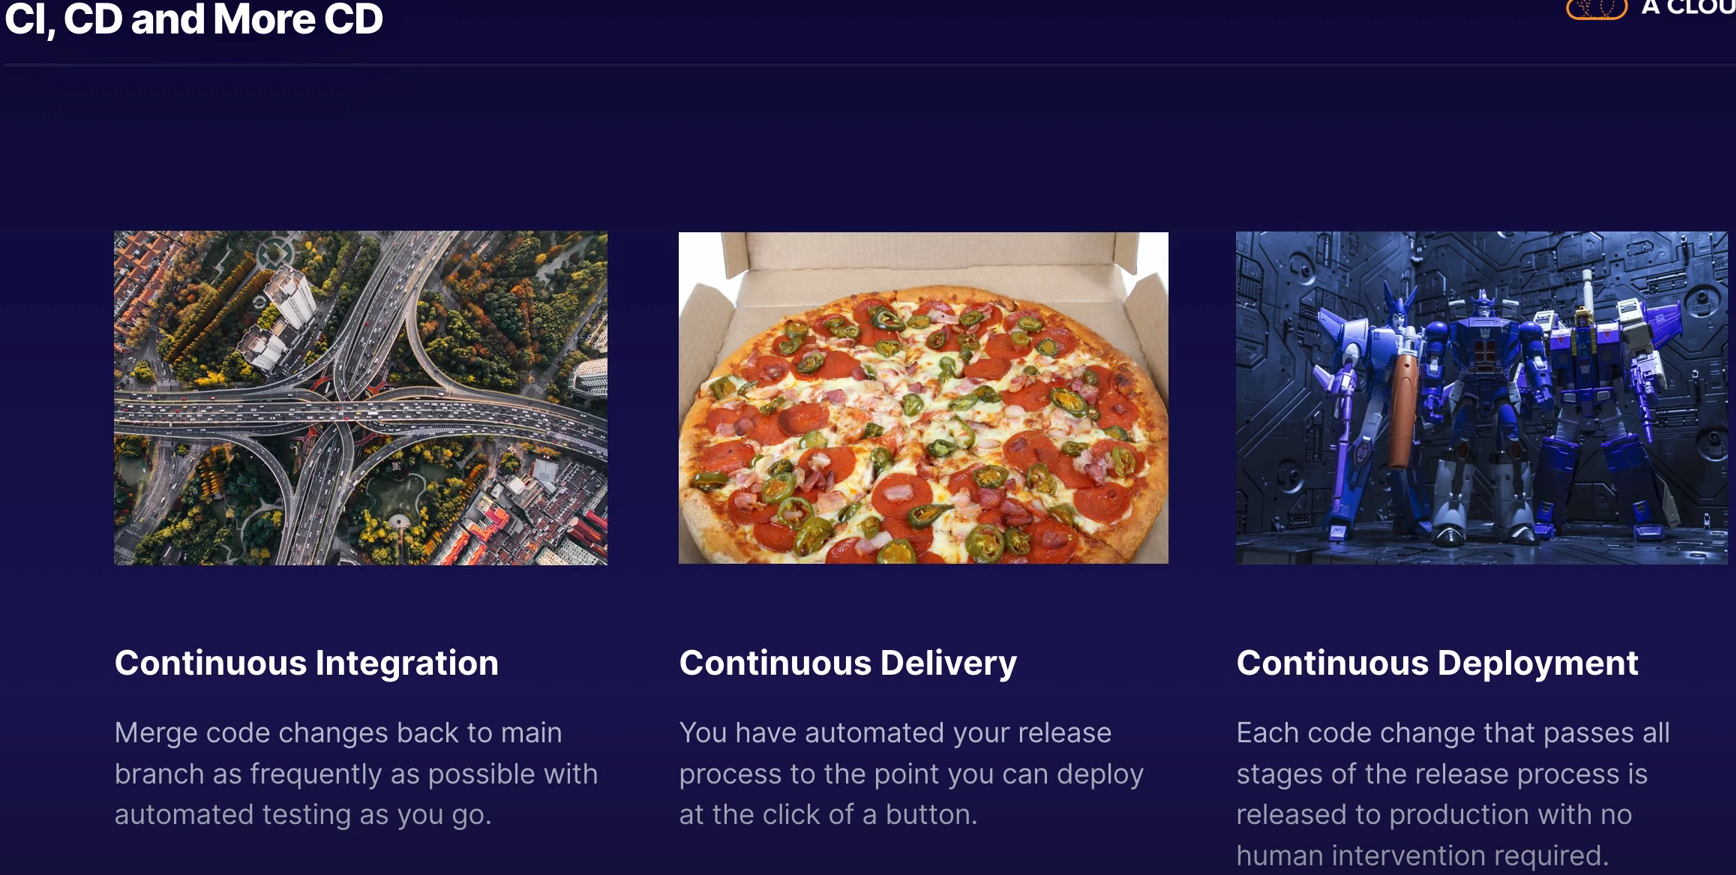 CI, CD and More CD
A CLOU
Continuous Integration
Merge code changes back to main
branch as frequently as possible with
automated testing as you go.
Continuous Delivery
You have automated your release
process to the point you can deploy
at the click of a button.
Continuous Deployment
Each code change that passes all
stages of the release process is
released to production with no
human intervention required.